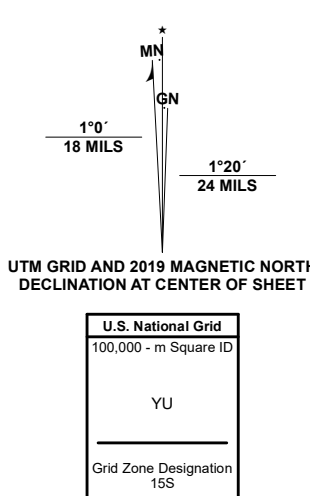 ★
MN
GN
1°0´
18 MILS
1°20´
24 MILS
UTM GRID AND 2019 MAGNETIC NORTH
DECLINATION AT CENTER OF SHEET
U.S. National Grid
100,000 - m Square ID
YU
Grid Zone Designation
15S